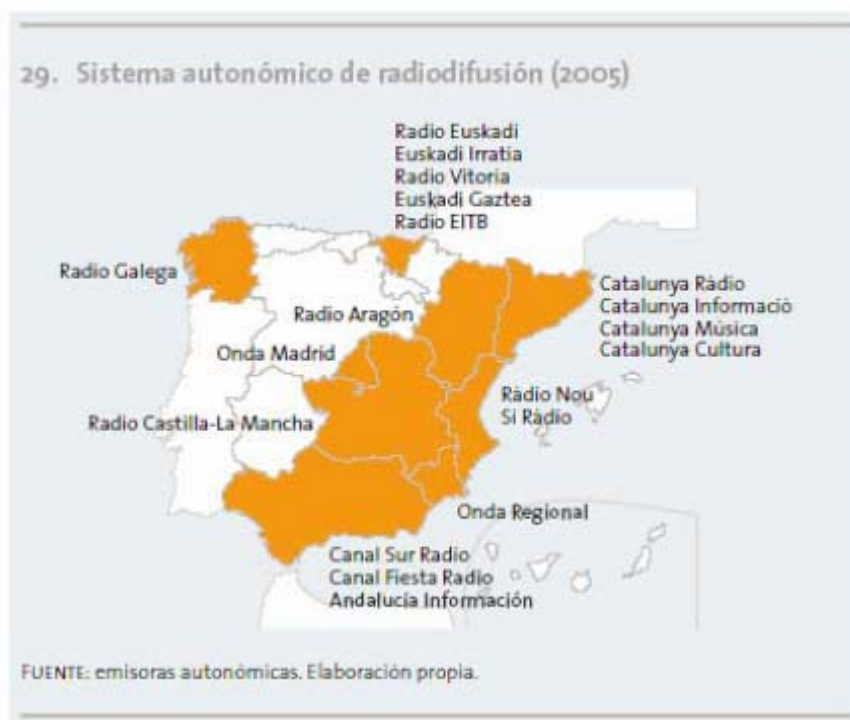 29. Sistema autonómico de radiodifusión (2005)
Radio Euskadi
Euskadi Irratia
Radio Vitoria
Euskadi Gaztea
Radio EITB
Radio Galega
Catalunya Ràdio
Catalunya Informació
Catalunya Música
Catalunya Cultura
Radio Aragón
Onda Madrid
Ràdio Nou
Sí Ràdio
Radio Castilla-La Mancha
Onda Regional
Canal Sur Radio
Canal Fiesta Radio
Andalucía Información
FUENTE: emisoras autonómicas. Elaboración propia.